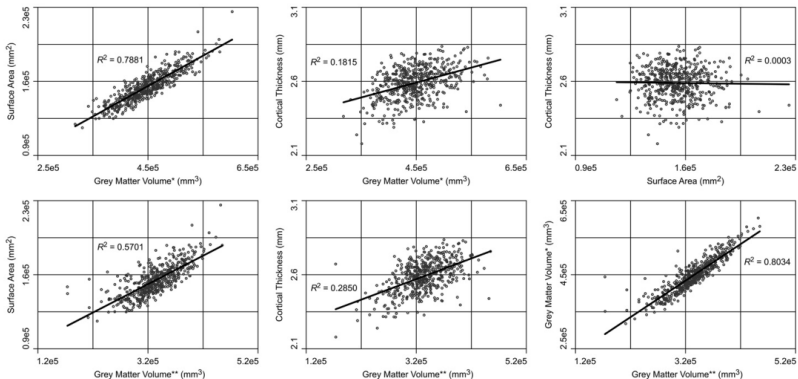 2.3e5
1.6e5
0.9e5
Surface Area (mm²)
R² = 0.7881
2.5e5 4.5e5 6.5e5
Grey Matter Volume* (mm³)
3.1
2.6
2.1
Cortical Thickness (mm)
R² = 0.1815
2.5e5 4.5e5 6.5e5
Grey Matter Volume* (mm³)
3.1
2.6
2.1
Cortical Thickness (mm)
R² = 0.0003
0.9e5 1.6e5 2.3e5
Surface Area (mm²)
2.3e5
1.6e5
0.9e5
Surface Area (mm²)
R² = 0.5701
1.2e5 3.2e5 5.2e5
Grey Matter Volume** (mm³)
3.1
2.6
2.1
Cortical Thickness (mm)
R² = 0.2850
1.2e5 3.2e5 5.2e5
Grey Matter Volume** (mm³)
6.5e5
4.5e5
2.5e5
Grey Matter Volume* (mm³)
R² = 0.8034
1.2e5 3.2e5 5.2e5
Grey Matter Volume** (mm³)